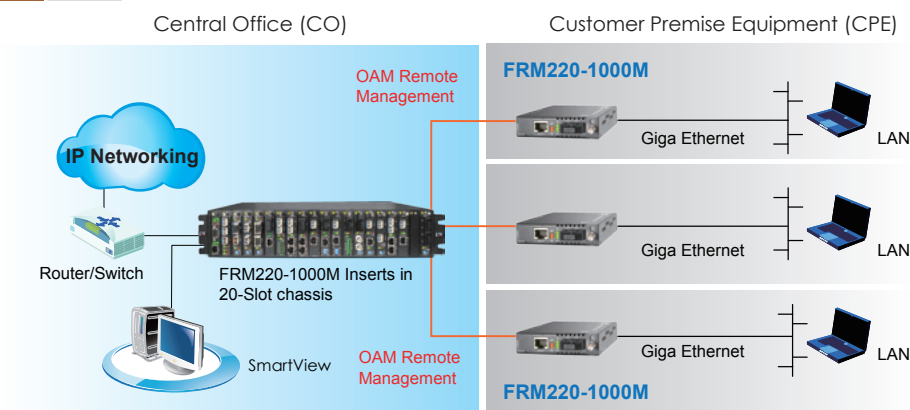 Central Office (CO)
Customer Premise Equipment (CPE)
OAM Remote
Management
FRM220-1000M
IP Networking
Giga Ethernet
LAN
Router/Switch
FRM220-1000M Inserts in
20-Slot chassis
Giga Ethernet
LAN
SmartView
OAM Remote
Management
Giga Ethernet
LAN
FRM220-1000M